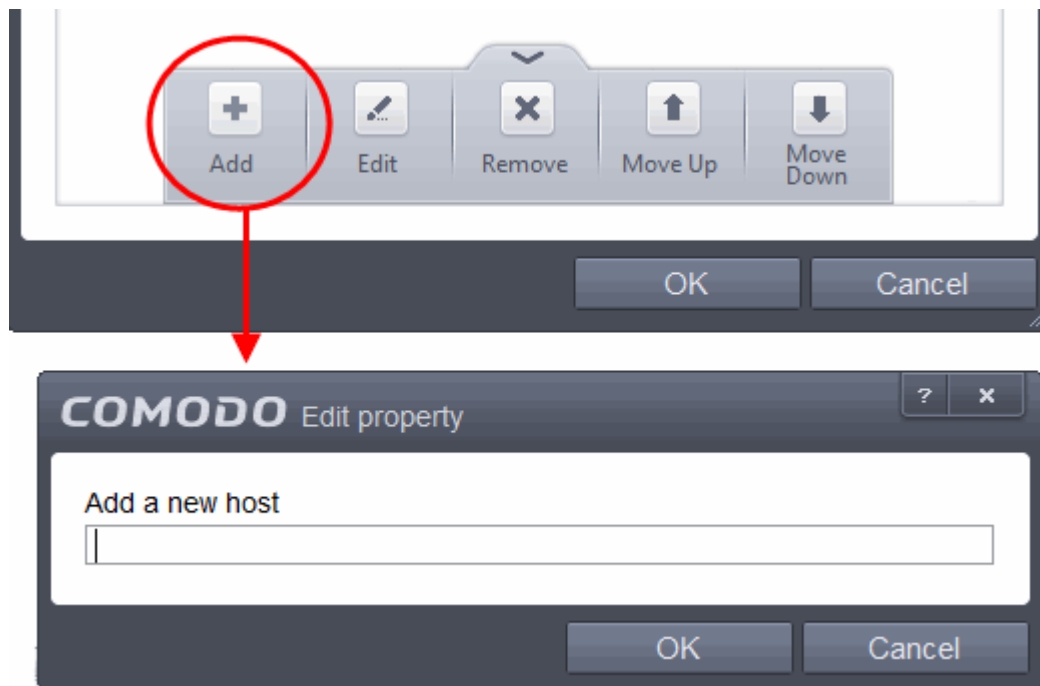 Add Edit Remove Move Up Move
Down
OK Cancel
COMODO Edit property ? ×
Add a new host
OK Cancel